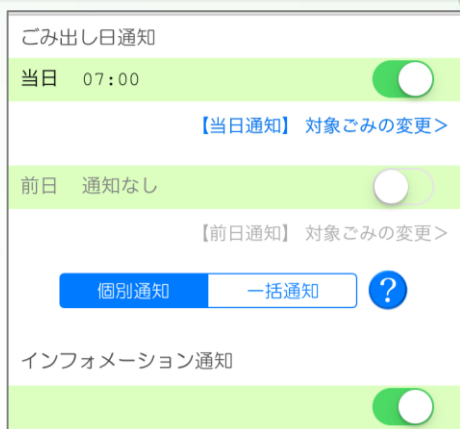 ごみ出し日通知
当日 07:00
【当日通知】 対象ごみの変更>
前日 通知なし
【前日通知】 対象ごみの変更>
個別通知 一括通知 ?
インフォメーション通知